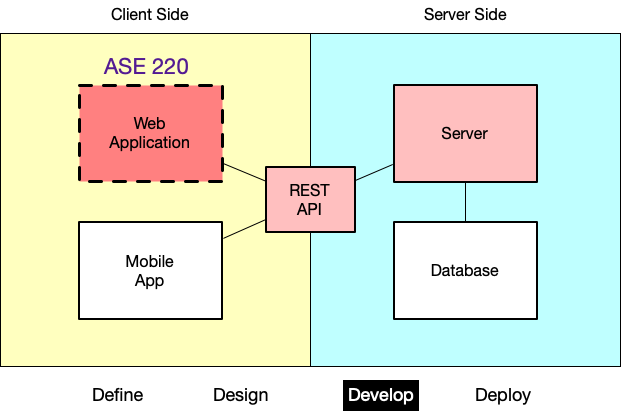 Client Side
Server Side
ASE 220
Web
Application
Server
REST
API
Mobile
App
Database
Define
Design
Develop
Deploy